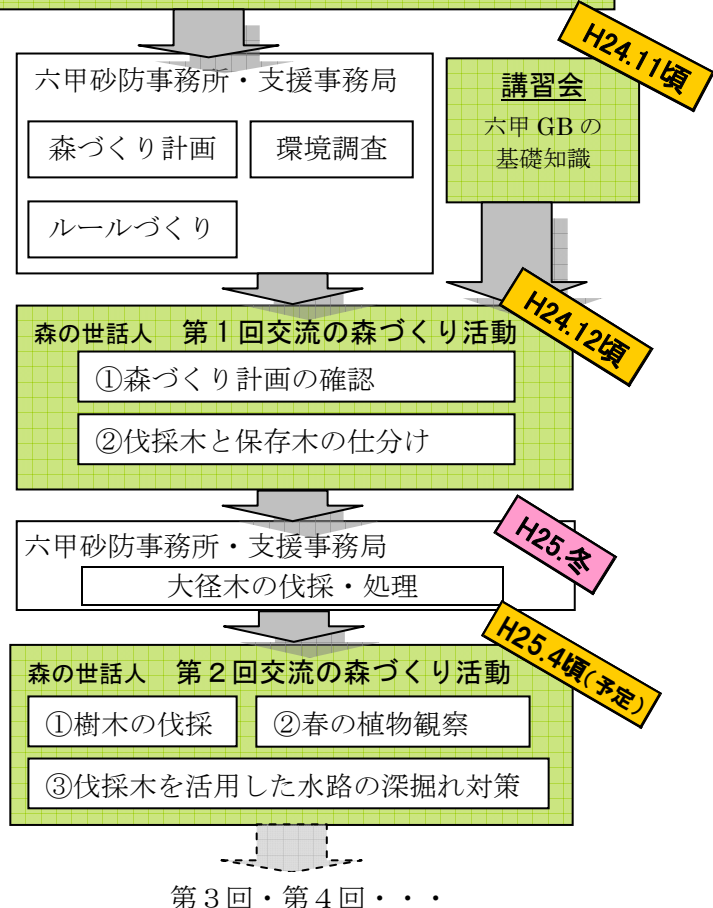 H24.11頃
六甲砂防事務所・支援事務局
森づくり計画
環境調査
ルールづくり
講習会
六甲 GB の
基礎知識
H24.12頃
森の世話人　第１回交流の森づくり活動
①森づくり計画の確認
②伐採木と保存木の仕分け
H25.冬
六甲砂防事務所・支援事務局
大径木の伐採・処理
H25.4頃(予定)
森の世話人　第２回交流の森づくり活動
①樹木の伐採
②春の植物観察
③伐採木を活用した水路の深掘れ対策
第３回・第４回・・・